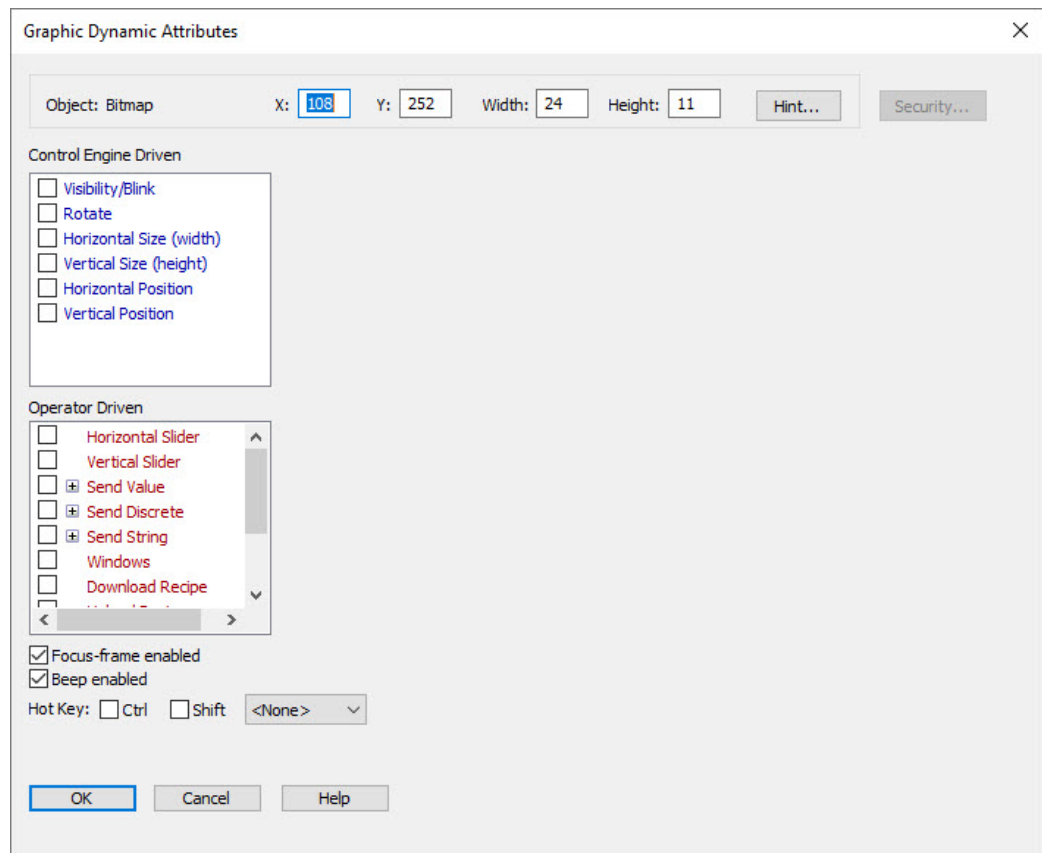 Graphic Dynamic Attributes
Object: Bitmap X: 108 Y: 252 Width: 24 Height: 11 Hint... Security...
Control Engine Driven
Visibility/Blink
Rotate
Horizontal Size (width)
Vertical Size (height)
Horizontal Position
Vertical Position
Operator Driven
Horizontal Slider
Vertical Slider
Send Value
Send Discrete
Send String
Windows
Download Recipe
Focus-frame enabled
Beep enabled
Hot Key: Ctrl Shift <None>
OK Cancel Help